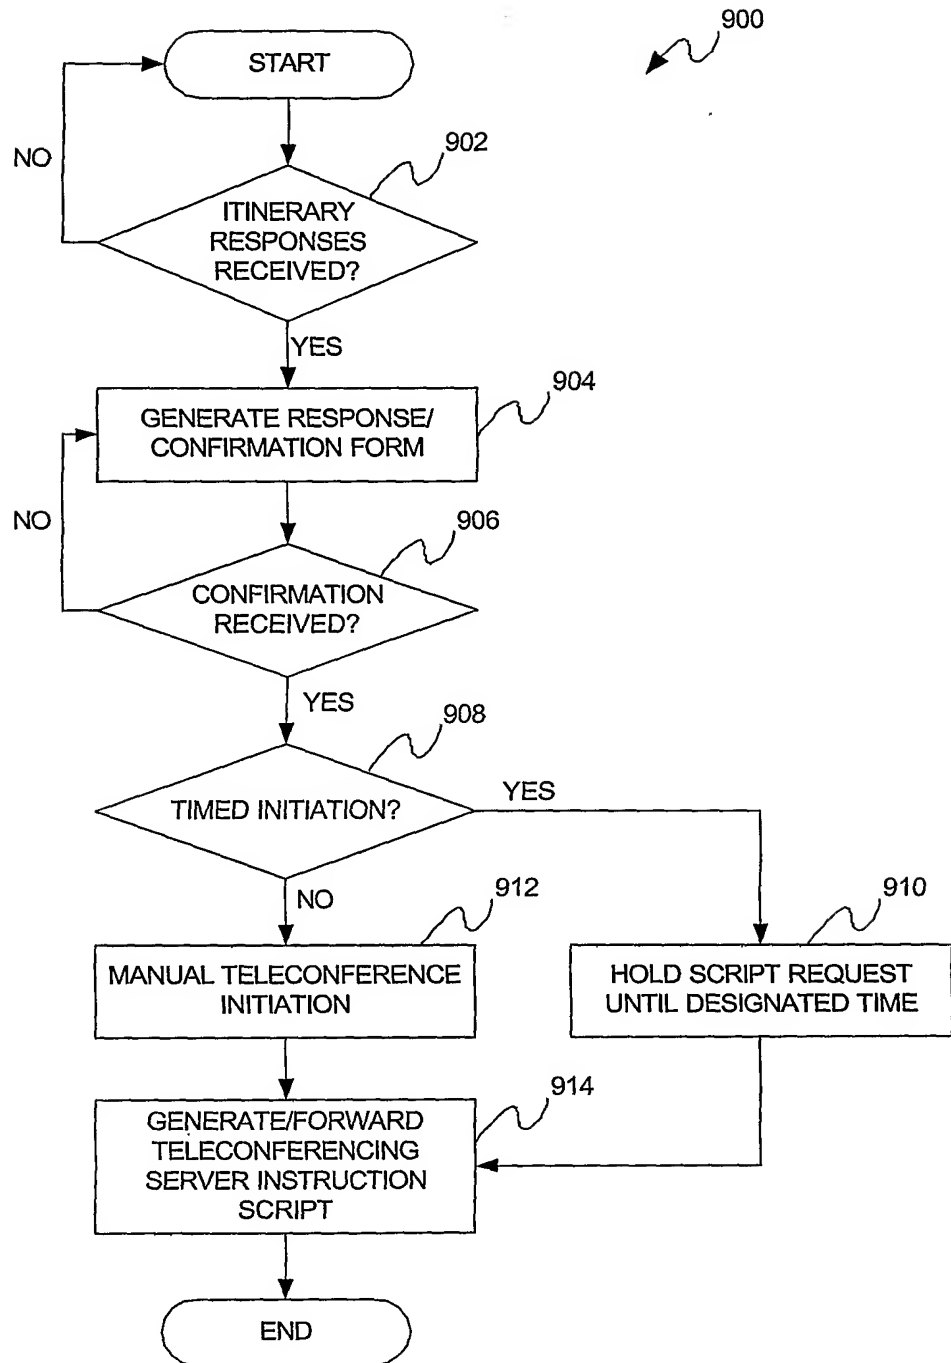 900
START
NO
902
ITINERARY
RESPONSES
RECEIVED?
YES
904
GENERATE RESPONSE/
CONFIRMATION FORM
NO
906
CONFIRMATION
RECEIVED?
YES
908
TIMED INITIATION?
YES
NO
912
910
MANUAL TELECONFERENCE
INITIATION
HOLD SCRIPT REQUEST
UNTIL DESIGNATED TIME
914
GENERATE/FORWARD
TELECONFERENCING
SERVER INSTRUCTION
SCRIPT
END